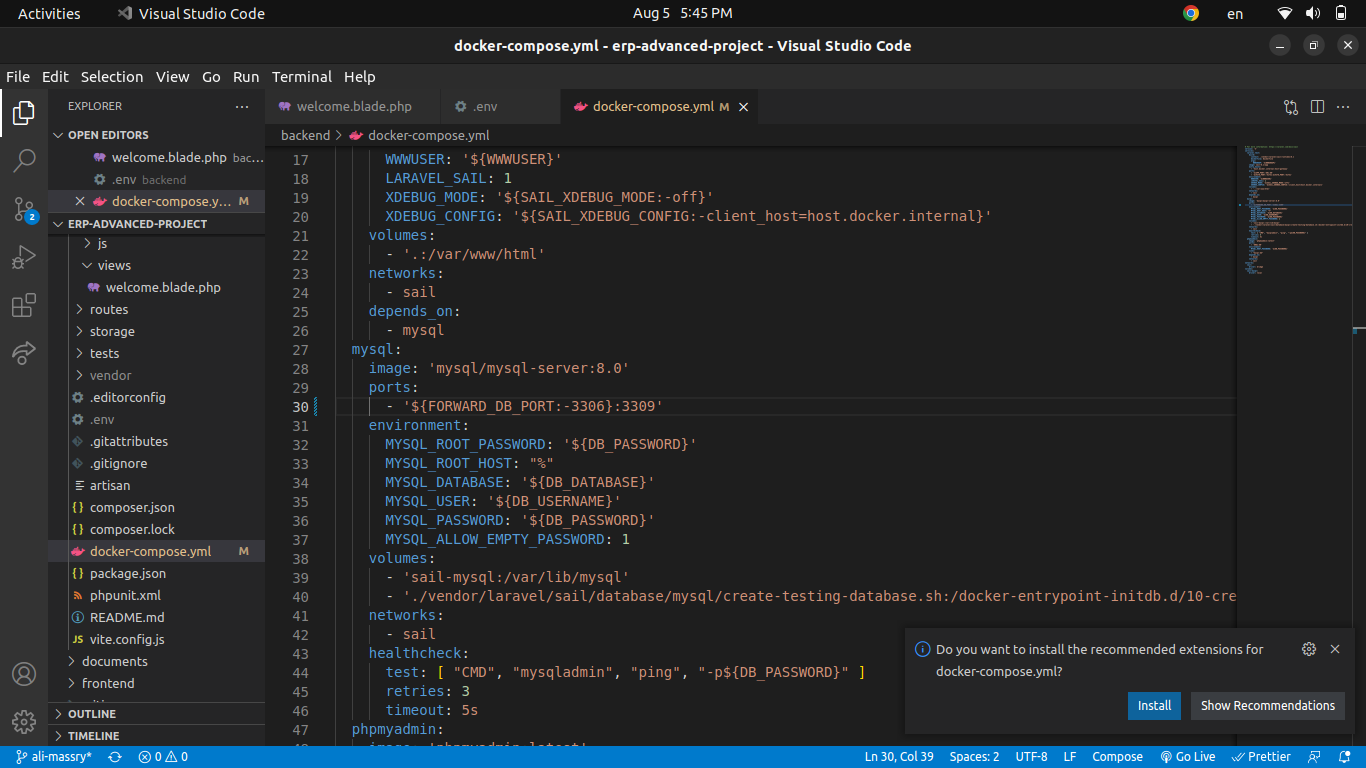 Activities
Visual Studio Code
Aug 5 5:45 PM
en
docker-compose.yml - erp-advanced-project - Visual Studio Code
File Edit Selection View Go Run Terminal Help
EXPLORER
OPEN EDITORS
welcome.blade.php bac...
.env backend
docker-compose.y... M
ERP-ADVANCED-PROJECT
js
views
welcome.blade.php
routes
storage
tests
vendor
.editorconfig
.env
.gitattributes
.gitignore
artisan
composer.json
composer.lock
docker-compose.yml M
package.json
phpunit.xml
README.md
vite.config.js
documents
frontend
OUTLINE
TIMELINE
2
welcome.blade.php
.env
docker-compose.yml M
backend > docker-compose.yml
17 WWWUSER: '${WWWUSER}'
18 LARAVEL_SAIL: 1
19 XDEBUG_MODE: '${SAIL_XDEBUG_MODE:-off}'
20 XDEBUG_CONFIG: '${SAIL_XDEBUG_CONFIG:-client_host=host.docker.internal}'
21 volumes:
22 - '.:/var/www/html'
23 networks:
24 - sail
25 depends_on:
26 - mysql
27 mysql:
28 image: 'mysql/mysql-server:8.0'
29 ports:
30 - '${FORWARD_DB_PORT:-3306}:3309'
31 environment:
32 MYSQL_ROOT_PASSWORD: '${DB_PASSWORD}'
33 MYSQL_ROOT_HOST: "%"
34 MYSQL_DATABASE: '${DB_DATABASE}'
35 MYSQL_USER: '${DB_USERNAME}'
36 MYSQL_PASSWORD: '${DB_PASSWORD}'
37 MYSQL_ALLOW_EMPTY_PASSWORD: 1
38 volumes:
39 - 'sail-mysql:/var/lib/mysql'
40 - './vendor/laravel/sail/database/mysql/create-testing-database.sh:/docker-entrypoint-initdb.d/10-cre
41 networks:
42 - sail
43 healthcheck:
44 test: [ "CMD", "mysqladmin", "ping", "-p${DB_PASSWORD}" ]
45 retries: 3
46 timeout: 5s
47 phpmyadmin:
Do you want to install the recommended extensions for
docker-compose.yml?
Install
Show Recommendations
ali-massry* 0 0
Ln 30, Col 39 Spaces: 2 UTF-8 LF Compose Go Live Prettier